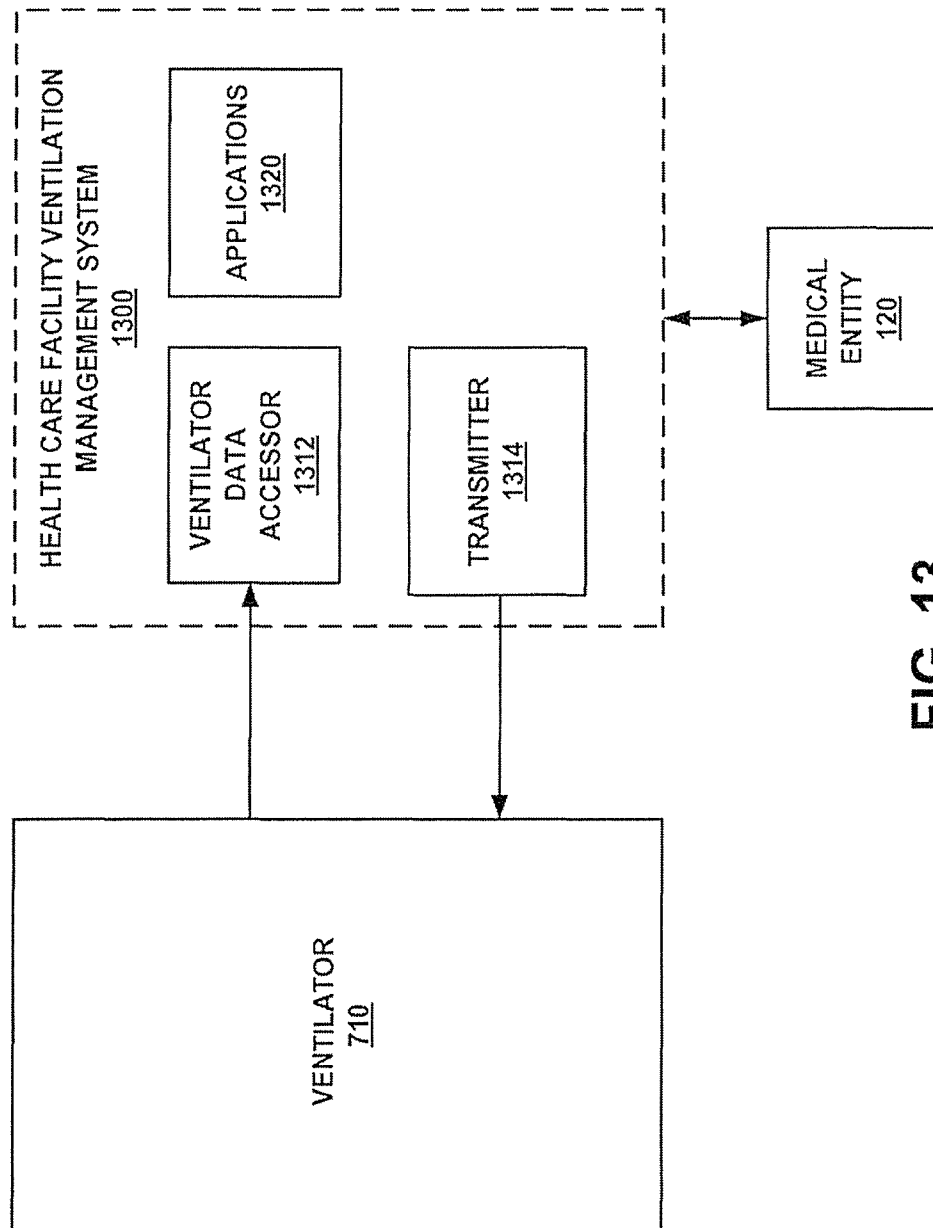 HEALTH CARE FACILITY VENTILATION
MANAGEMENT SYSTEM
1300
VENTILATOR
DATA
ACCESSOR
1312
APPLICATIONS
1320
TRANSMITTER
1314
VENTILATOR
710
MEDICAL
ENTITY
120
FIG. 13